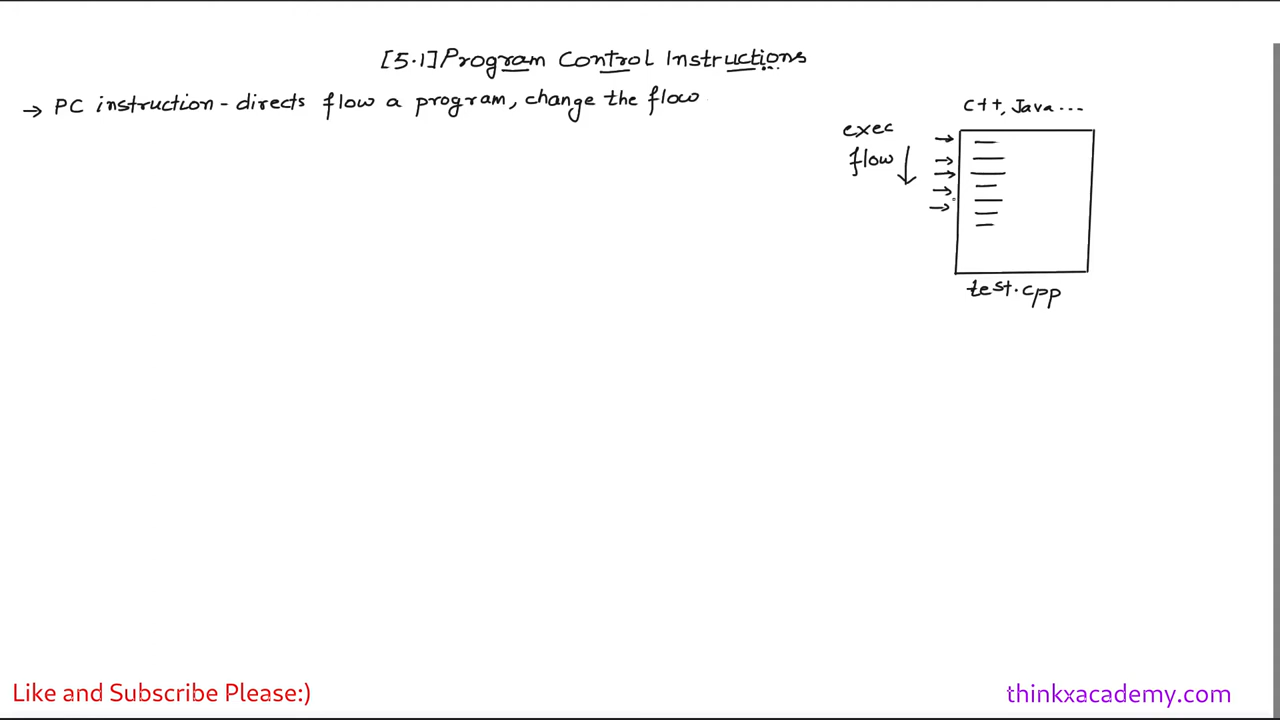 [5.1] Program Control Instructions
→ PC instruction - directs flow a program, change the flow
C++, Java ...
exec
flow
test.cpp
Like and Subscribe Please:)
thinkxacademy.com